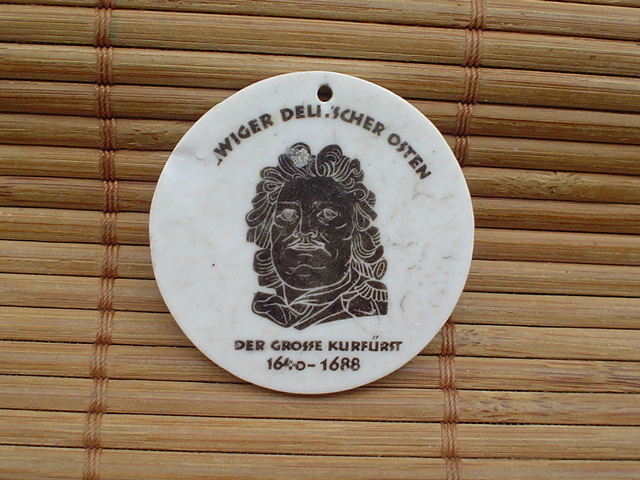 WIGER DEU.SCHER OSTEN
DER GROSSE KURFÜRST
1640-1688